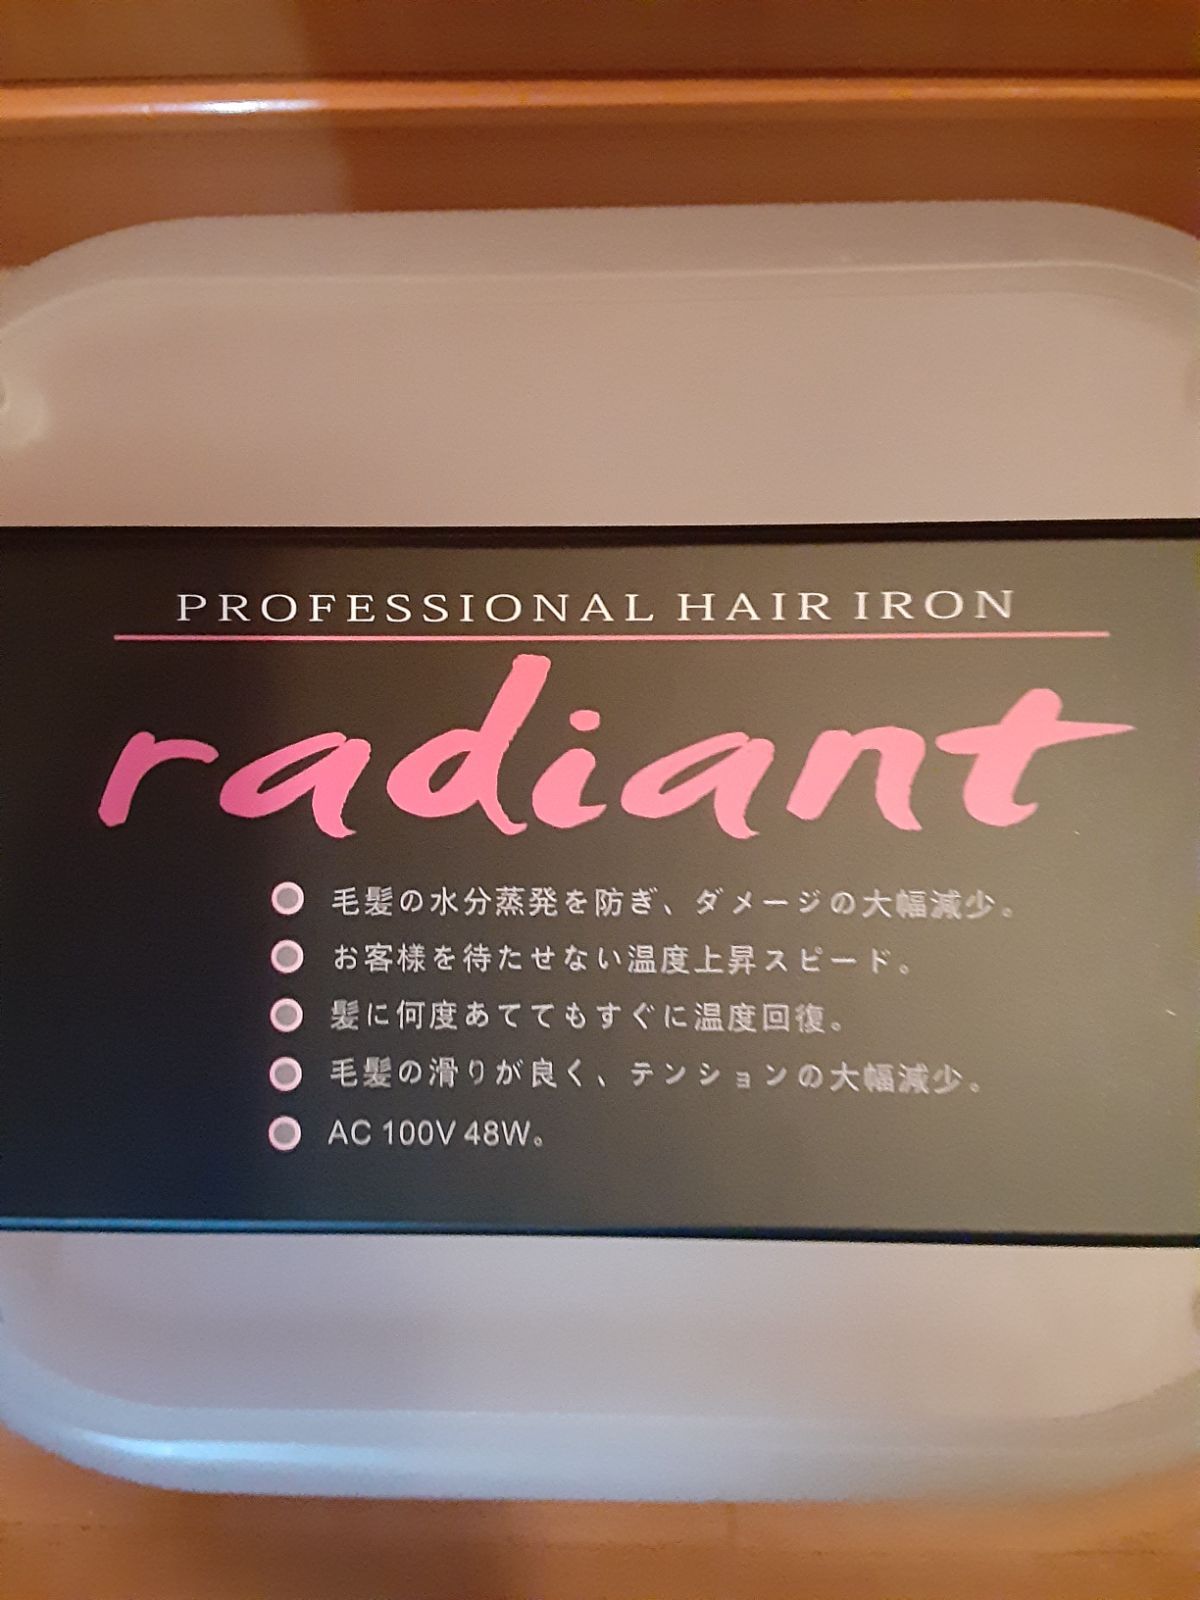 PROFESSIONAL HAIR IRON
radiant
毛髪の水分蒸発を防ぎ、ダメージの大幅減少。
お客様を待たせない温度上昇スピード。
髪に何度あててもすぐに温度回復。
毛髪の滑りが良く、テンションの大幅減少。
AC 100V 48W。